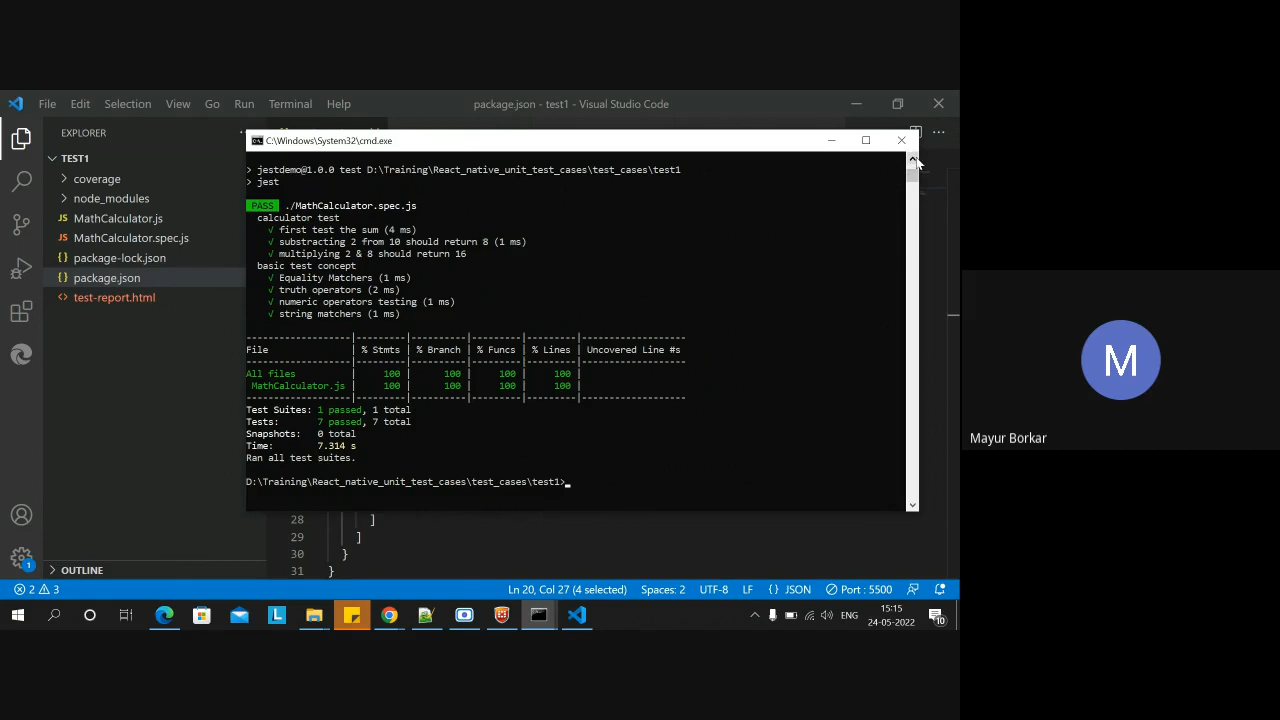 File Edit Selection View Go Run Terminal Help
package.json - test1 - Visual Studio Code
EXPLORER
TEST1
coverage
node_modules
JS MathCalculator.js
JS MathCalculator.spec.js
{} package-lock.json
{} package.json
<> test-report.html
OUTLINE
C:\Windows\System32\cmd.exe
> jestdemo@1.0.0 test D:\Training\React_native_unit_test_cases\test_cases\test1
> jest
PASS ./MathCalculator.spec.js
calculator test
√ first test the sum (4 ms)
√ substracting 2 from 10 should return 8 (1 ms)
√ multiplying 2 & 8 should return 16
basic test concept
√ Equality Matchers (1 ms)
√ truth operators (2 ms)
√ numeric operators testing (1 ms)
√ string matchers (1 ms)
-------------------|---------|----------|---------|---------|-------------------
File | % Stmts | % Branch | % Funcs | % Lines | Uncovered Line #s
-------------------|---------|----------|---------|---------|-------------------
All files | 100 | 100 | 100 | 100 |
MathCalculator.js | 100 | 100 | 100 | 100 |
-------------------|---------|----------|---------|---------|-------------------
Test Suites: 1 passed, 1 total
Tests: 7 passed, 7 total
Snapshots: 0 total
Time: 7.314 s
Ran all test suites.
D:\Training\React_native_unit_test_cases\test_cases\test1>
28 ]
29 ]
30 }
31 }
1
2 3
Ln 20, Col 27 (4 selected) Spaces: 2 UTF-8 LF {} JSON Port : 5500
L
ENG
15:15
24-05-2022
10
M
Mayur Borkar